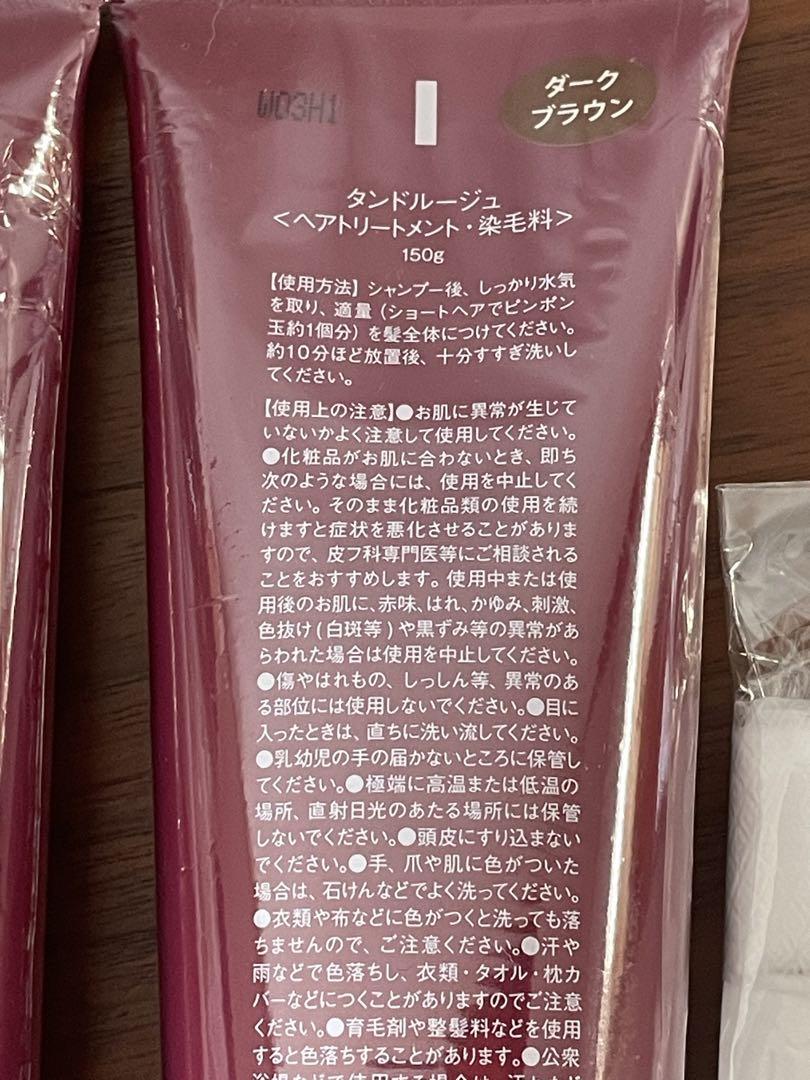 W03H1
ダーク
ブラウン
タンドルージュ
<ヘアトリートメント・染毛料>
150g
【使用方法】シャンプー後、しっかり水気
を取り、適量(ショートヘアでピンポン
玉約1個分)を髪全体につけてください。
約10分ほど放置後、十分すすぎ洗いし
てください。
【使用上の注意】●お肌に異常が生じて
いないかよく注意して使用してください。
●化粧品がお肌に合わないとき、即ち
次のような場合には、使用を中止してく
ださい。そのまま化粧品類の使用を続
けますと症状を悪化させることがありま
すので、皮フ科専門医等にご相談される
ことをおすすめします。使用中または使
用後のお肌に、赤味、はれ、かゆみ、刺激、
色抜け(白斑等)や黒ずみ等の異常があ
らわれた場合は使用を中止してください。
●傷やはれもの、しっしん等、異常のあ
る部位には使用しないでください。●目に
入ったときは、直ちに洗い流してください。
●乳幼児の手の届かないところに保管し
てください。●極端に高温または低温の
場所、直射日光のあたる場所には保管
しないでください。●頭皮にすり込まない
でください。●手、爪や肌に色がついた
場合は、石けんなどでよく洗ってください。
●衣類や布などに色がつくと洗っても落
ちませんので、ご注意ください。●汗や
雨などで色落ちし、衣類・タオル・枕カ
バーなどにつくことがありますのでご注意
ください。●育毛剤や整髪料などを使用
すると色落ちすることがあります。●公衆